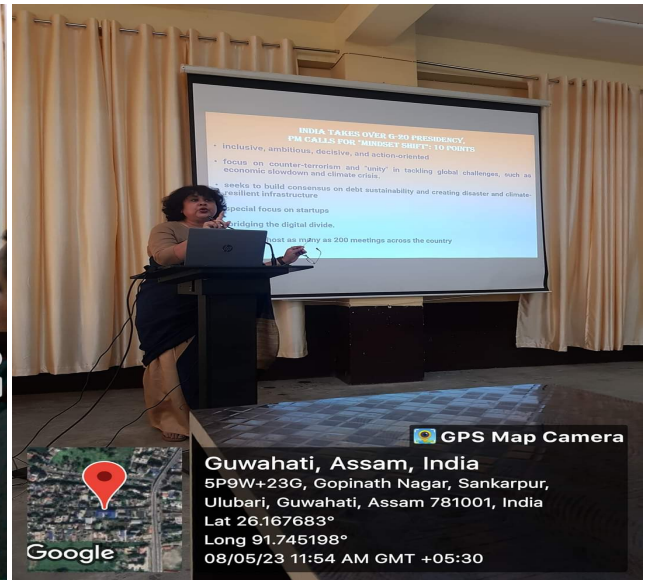 INDIA TAKES OVER G-20 PRESIDENCY,
PM CALLS FOR "MINDSET SHIFT": 10 POINTS
• inclusive, ambitious, decisive, and action-oriented
• focus on counter-terrorism and "unity" in tackling global challenges, such as
economic slowdown and climate crisis,
• seeks to build consensus on debt sustainability and creating disaster and climate-
resilient infrastructure
special focus on startups
bridging the digital divide.
host as many as 200 meetings across the country
hp
GPS Map Camera
Guwahati, Assam, India
5P9W+23G, Gopinath Nagar, Sankarpur,
Ulubari, Guwahati, Assam 781001, India
Lat 26.167683°
Long 91.745198°
08/05/23 11:54 AM GMT +05:30
Google